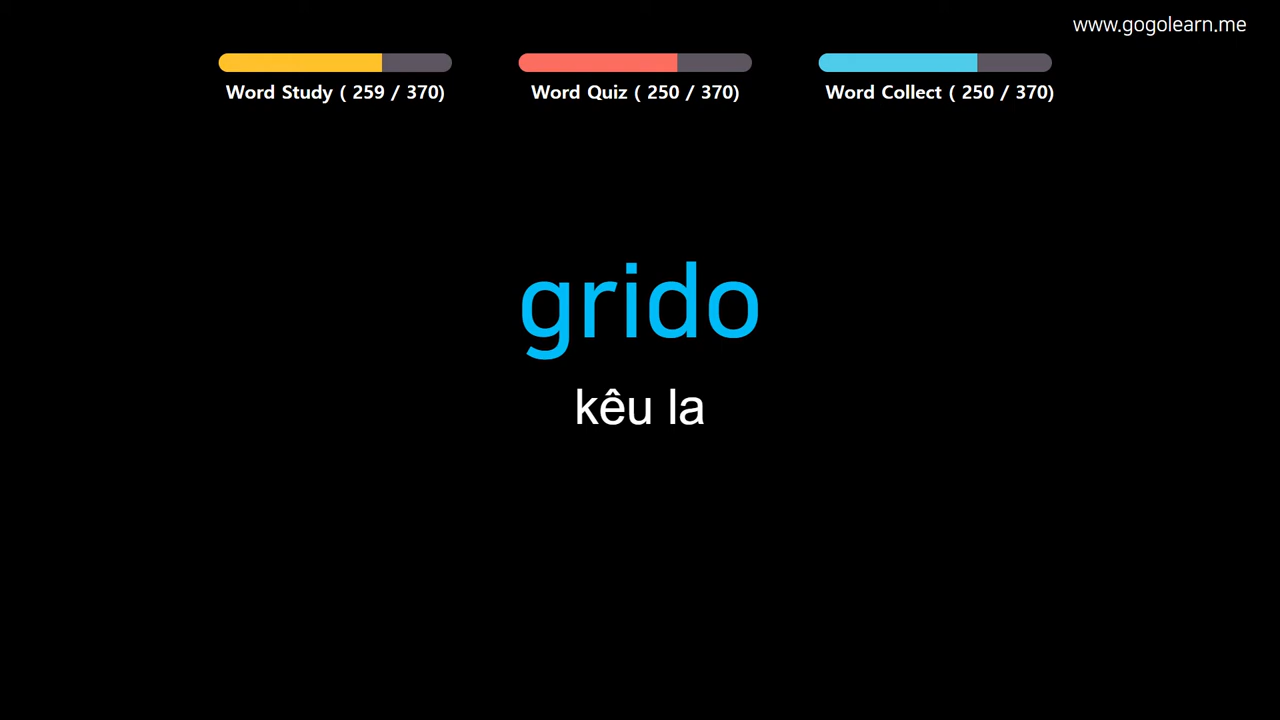 www.gogolearn.me
Word Study ( 259 / 370)
Word Quiz ( 250 / 370)
Word Collect ( 250 / 370)
grido
kêu la